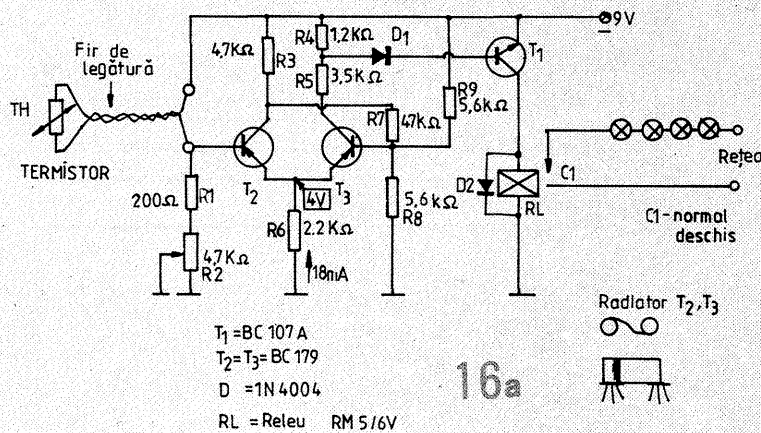 9V
R4 1,2kΩ
D1
4,7KΩ
R3
T1
Fir de
legătură
R5
3,5kΩ
R9
5,6kΩ
TH
R7
47KΩ
TERMISTOR
T2
T3
Rețea
D2
C1
200Ω
R1
4V
5,6kΩ
R8
RL
C1-normal
deschis
R6
2.2KΩ
4,7KΩ
R2
18mA
Radiator T2,T3
T1=BC 107A
T2=T3=BC 179
D =1N 4004
RL =Releu RM 5/6V
16a